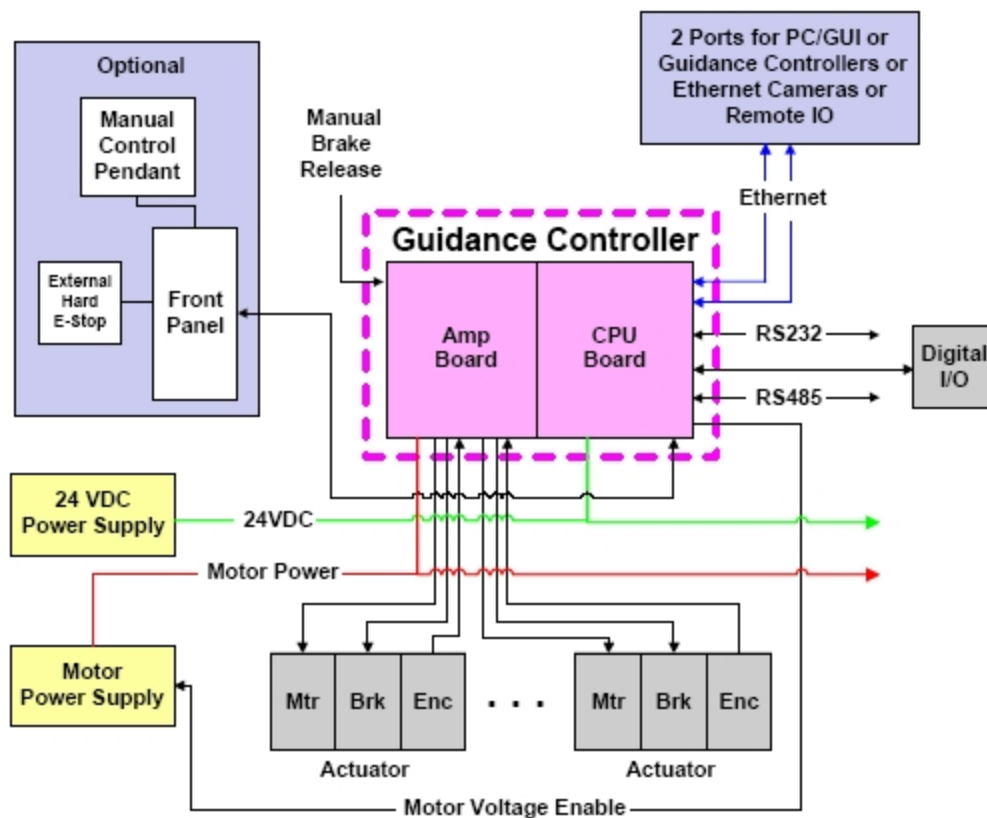 Optional
Manual
Control
Pendant
External
Hard
E-Stop
Front
Panel
Manual
Brake
Release
2 Ports for PC/GUI or
Guidance Controllers or
Ethernet Cameras or
Remote IO
Ethernet
Guidance Controller
Amp
Board
CPU
Board
RS232
RS485
Digital
I/O
24 VDC
Power Supply
24VDC
Motor Power
Motor
Power Supply
Mtr
Brk
Enc
. . .
Mtr
Brk
Enc
Actuator
Actuator
Motor Voltage Enable